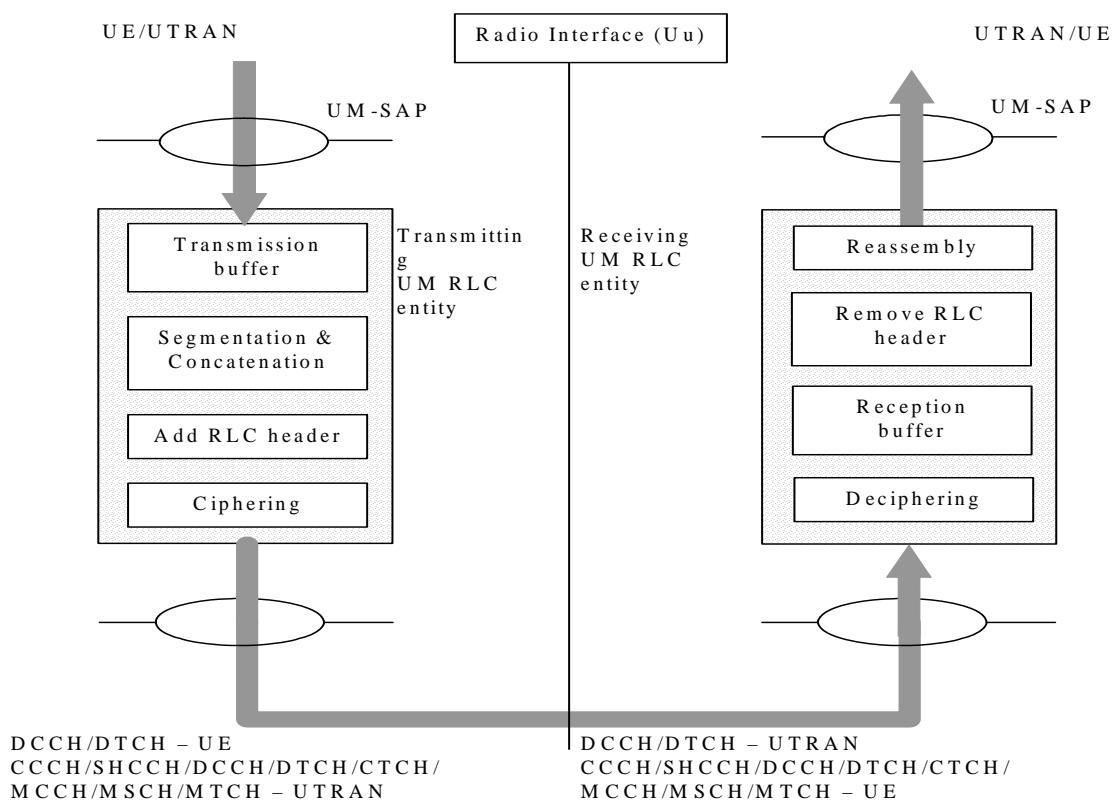 UE/UTRAN
Radio Interface (Uu)
UTRAN/UE
UM-SAP
UM-SAP
Transmission
buffer
Segmentation &
Concatenation
Add RLC header
Ciphering
Transmittin
g
UM RLC
entity
Receiving
UM RLC
entity
Reassembly
Remove RLC
header
Reception
buffer
Deciphering
DCCH/DTCH – UE
CCCH/SHCCH/DCCH/DTCH/CTCH/
MCCH/MSCH/MTCH – UTRAN
DCCH/DTCH – UTRAN
CCCH/SHCCH/DCCH/DTCH/CTCH/
MCCH/MSCH/MTCH – UE